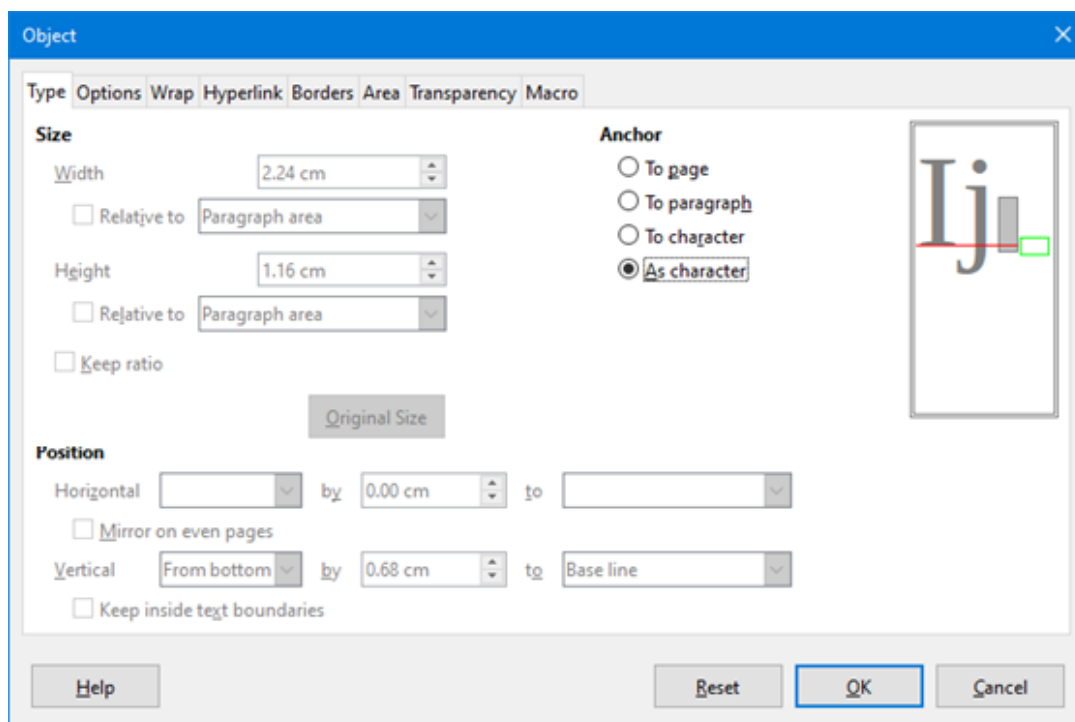 Object
Type Options Wrap Hyperlink Borders Area Transparency Macro
Size
Width 2.24 cm
Relative to Paragraph area
Height 1.16 cm
Relative to Paragraph area
Keep ratio
Original Size
Anchor
To page
To paragraph
To character
As character
Ij
Position
Horizontal by 0.00 cm to
Mirror on even pages
Vertical From bottom by 0.68 cm to Base line
Keep inside text boundaries
Help Reset OK Cancel